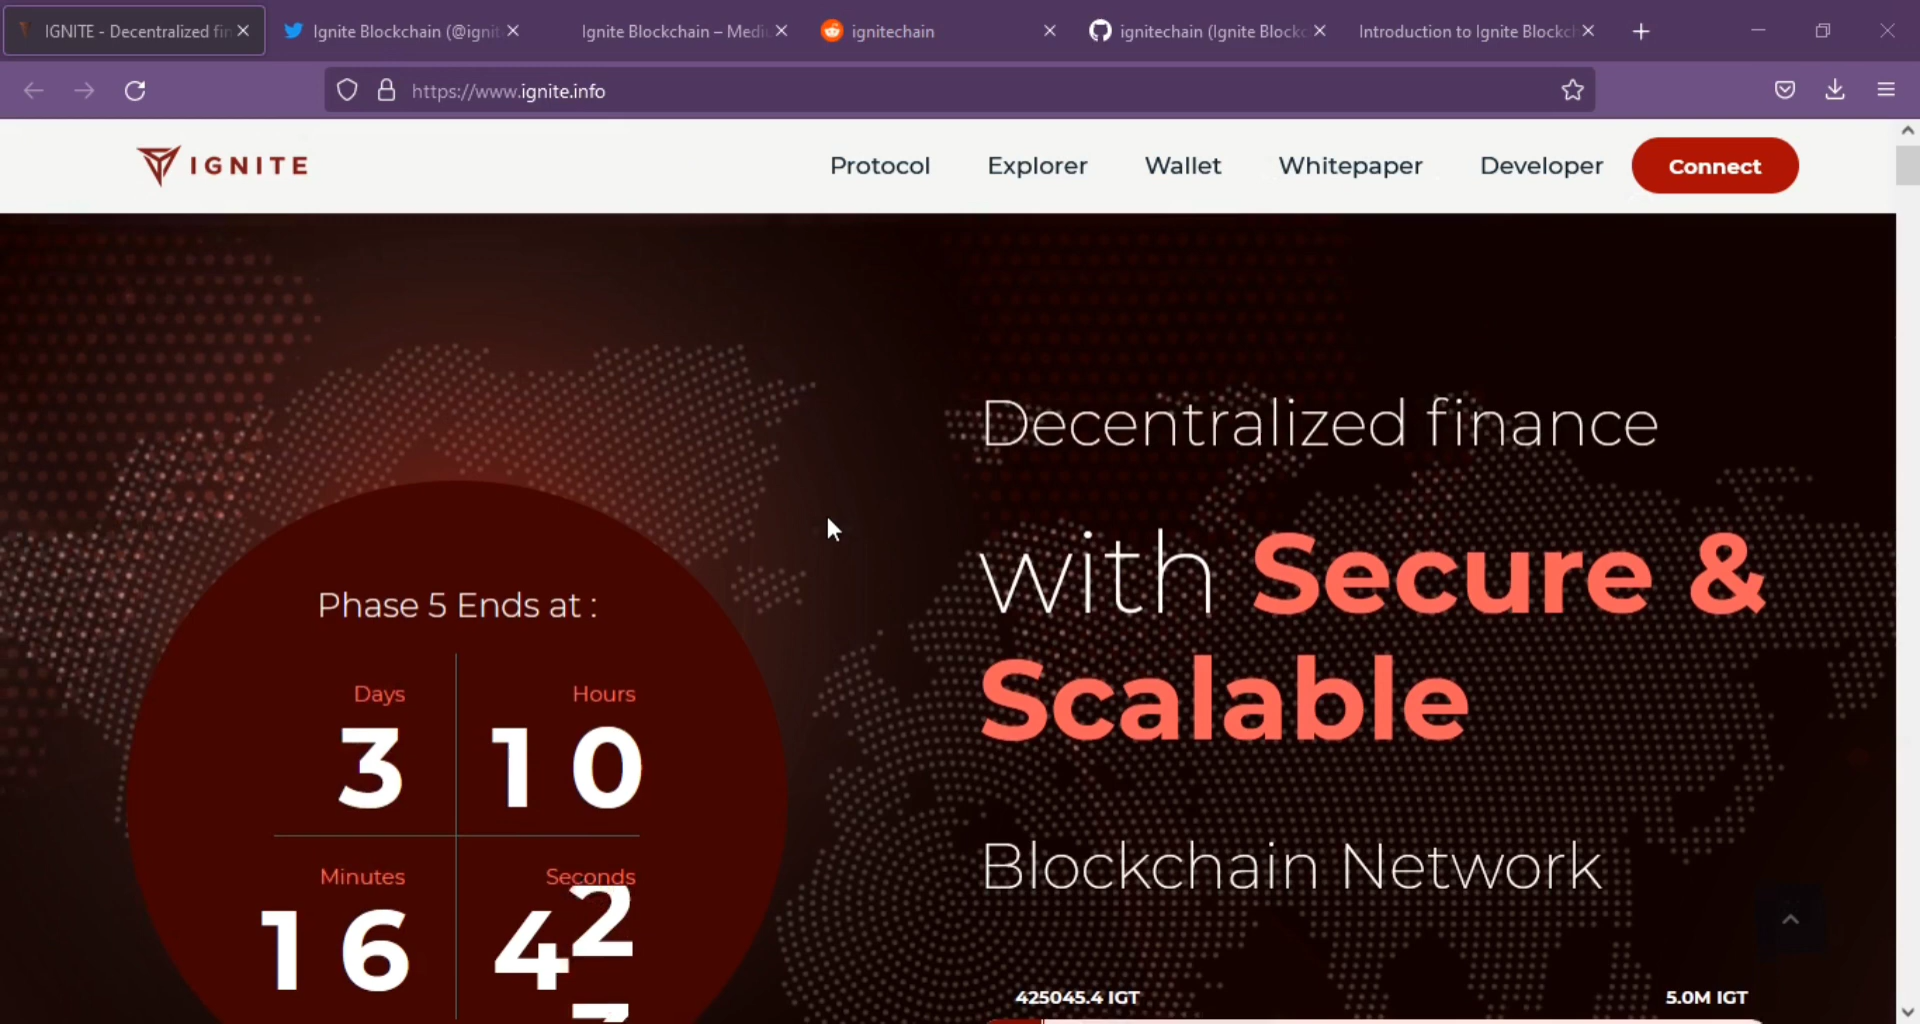 IGNITE - Decentralized fin
Ignite Blockchain (@ignit
Ignite Blockchain – Medi
ignitechain
ignitechain (Ignite Blockc
Introduction to Ignite Blockc
https://www.ignite.info
IGNITE
Protocol
Explorer
Wallet
Whitepaper
Developer
Connect
Decentralized finance
with Secure &
Scalable
Blockchain Network
Phase 5 Ends at :
Days
Hours
3
10
Minutes
Seconds
16
42
425045.4 IGT
5.0M IGT